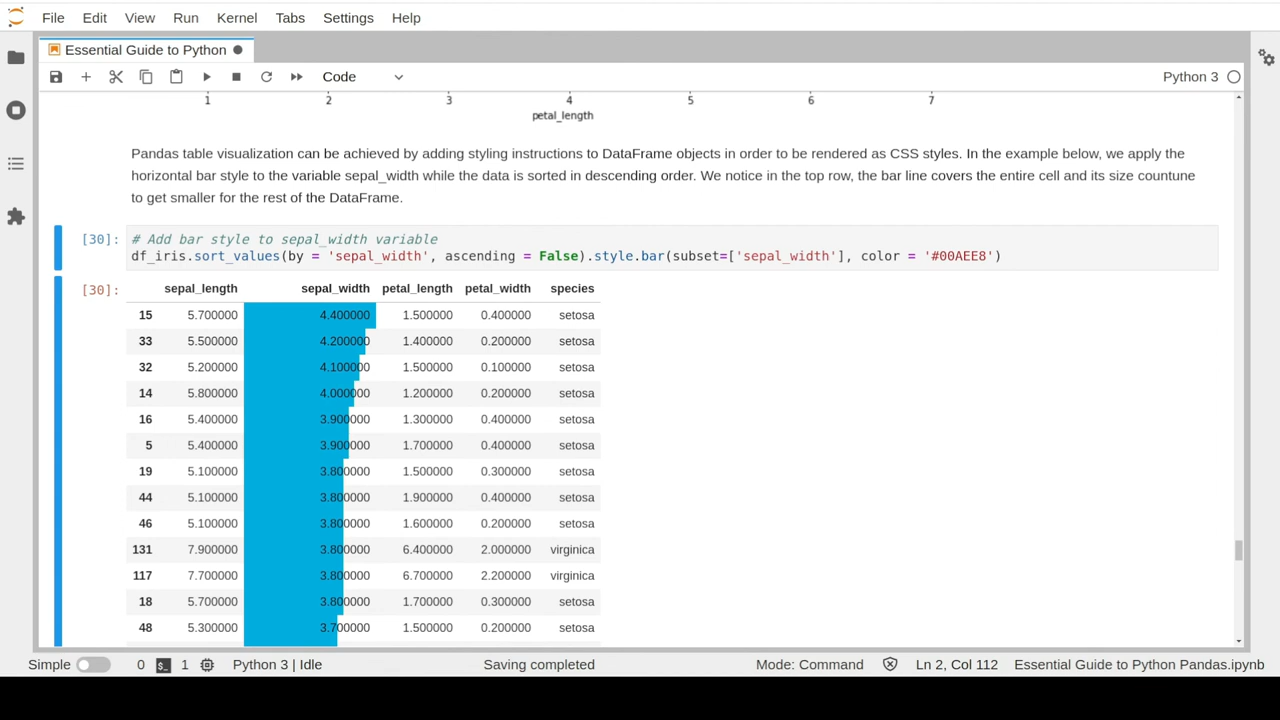 File Edit View Run Kernel Tabs Settings Help
Essential Guide to Python
Code Python 3
1 2 3 4 5 6 7
petal_length
Pandas table visualization can be achieved by adding styling instructions to DataFrame objects in order to be rendered as CSS styles. In the example below, we apply the
horizontal bar style to the variable sepal_width while the data is sorted in descending order. We notice in the top row, the bar line covers the entire cell and its size countune
to get smaller for the rest of the DataFrame.
[30]: # Add bar style to sepal_width variable
df_iris.sort_values(by = 'sepal_width', ascending = False).style.bar(subset=['sepal_width'], color = '#00AEE8')
[30]: sepal_length sepal_width petal_length petal_width species
15 5.700000 4.400000 1.500000 0.400000 setosa
33 5.500000 4.200000 1.400000 0.200000 setosa
32 5.200000 4.100000 1.500000 0.100000 setosa
14 5.800000 4.000000 1.200000 0.200000 setosa
16 5.400000 3.900000 1.300000 0.400000 setosa
5 5.400000 3.900000 1.700000 0.400000 setosa
19 5.100000 3.800000 1.500000 0.300000 setosa
44 5.100000 3.800000 1.900000 0.400000 setosa
46 5.100000 3.800000 1.600000 0.200000 setosa
131 7.900000 3.800000 6.400000 2.000000 virginica
117 7.700000 3.800000 6.700000 2.200000 virginica
18 5.700000 3.800000 1.700000 0.300000 setosa
48 5.300000 3.700000 1.500000 0.200000 setosa
Simple 0 $_ 1 Python 3 | Idle Saving completed Mode: Command Ln 2, Col 112 Essential Guide to Python Pandas.ipynb